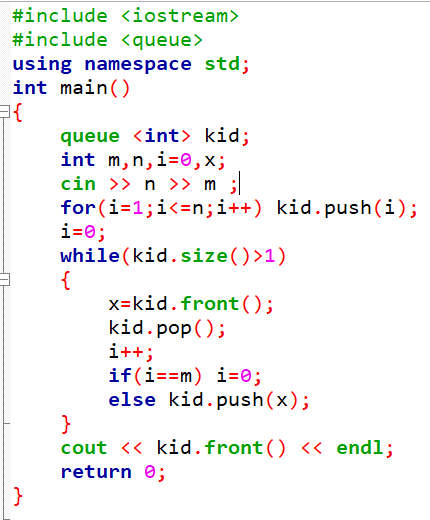 #include <iostream>
#include <queue>
using namespace std;
int main()
{
    queue <int> kid;
    int m,n,i=0,x;
    cin >> n >> m ;
    for(i=1;i<=n;i++) kid.push(i);
    i=0;
    while(kid.size()>1)
    {
        x=kid.front();
        kid.pop();
        i++;
        if(i==m) i=0;
        else kid.push(x);
    }
    cout << kid.front() << endl;
    return 0;
}